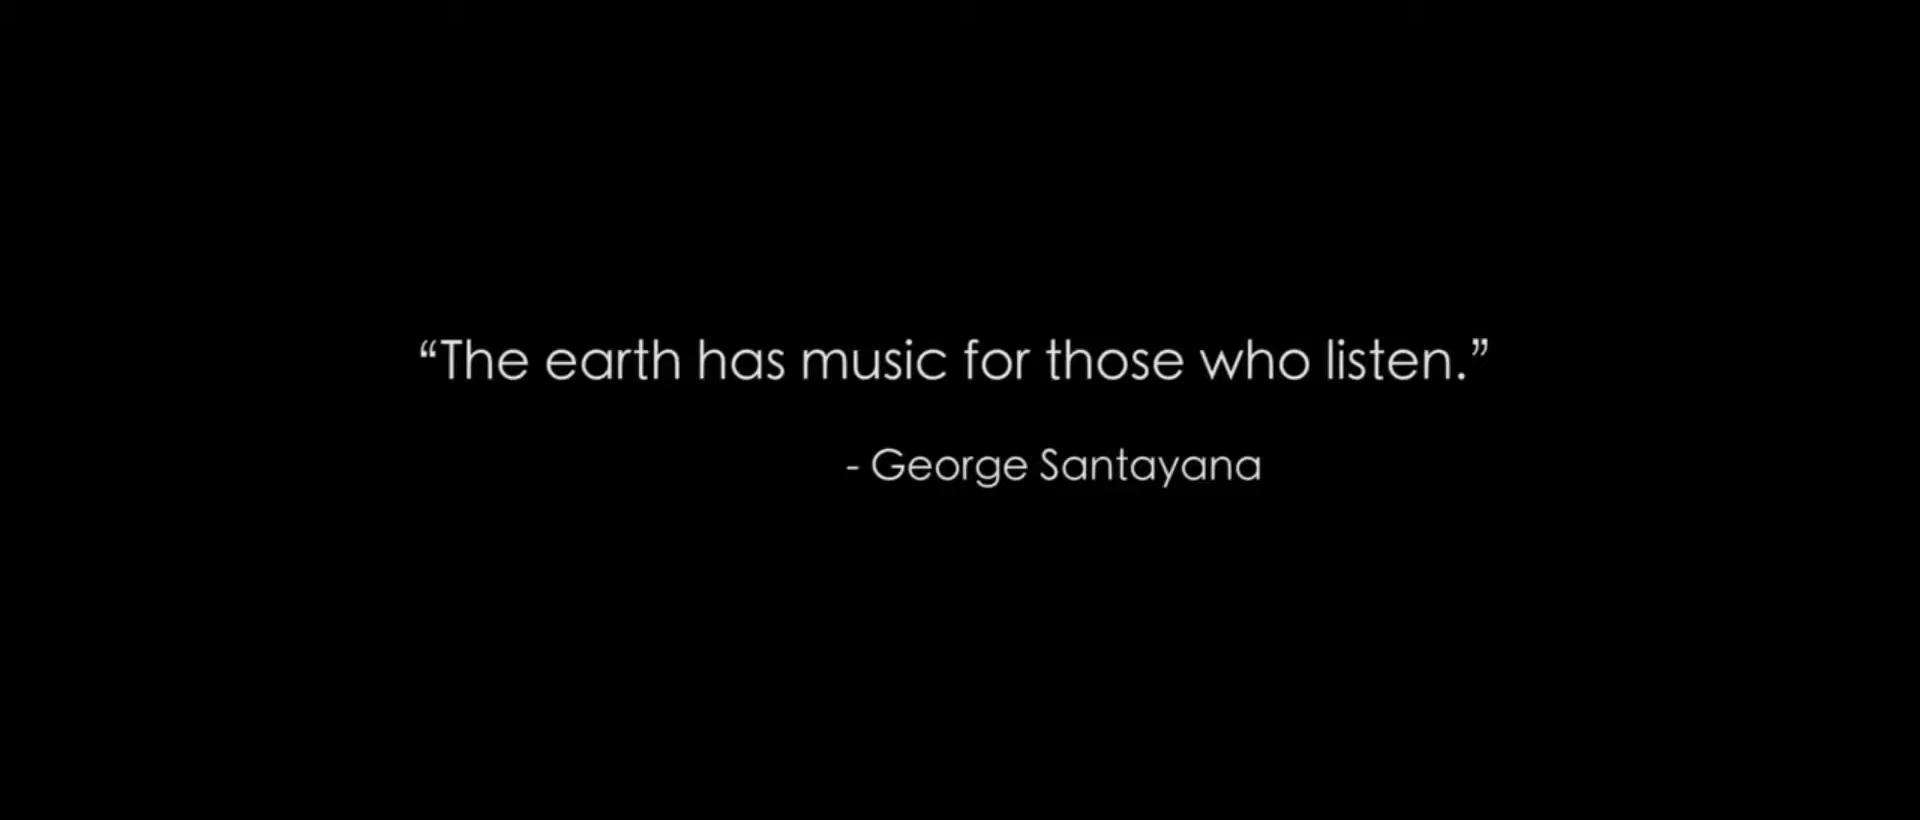 “The earth has music for those who listen.”
- George Santayana